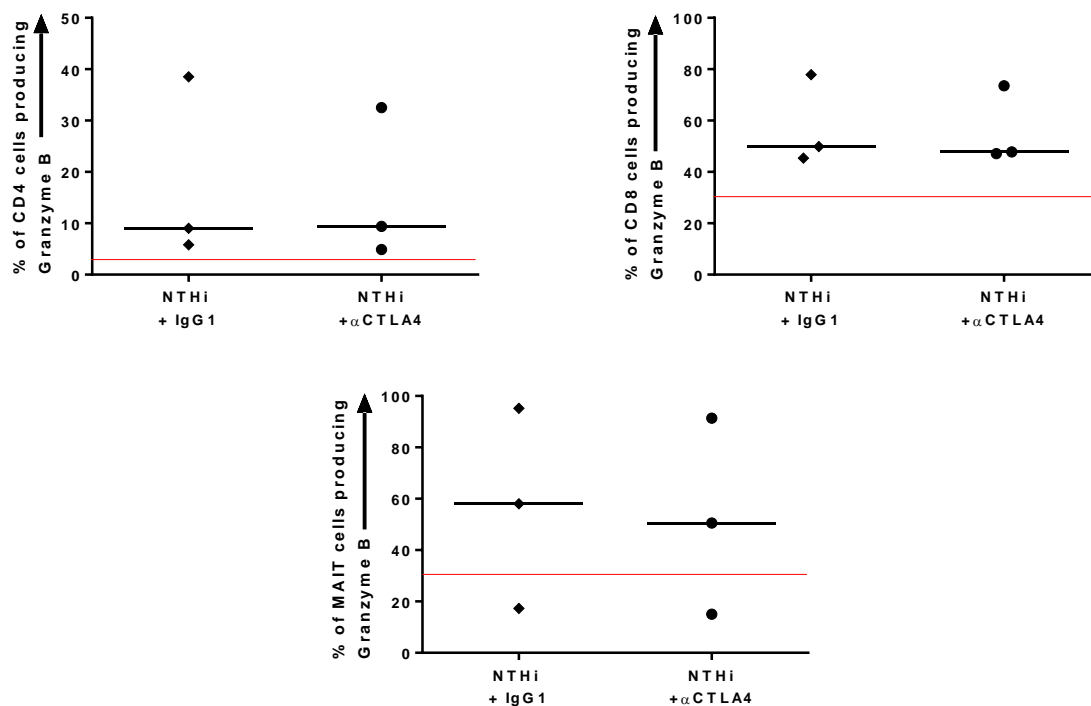 % of CD4 cells producing
Granzyme B
50
40
30
20
10
0
NTHi
+ IgG1
NTHi
+αCTLA4
% of CD8 cells producing
Granzyme B
100
80
60
40
20
0
NTHi
+ IgG1
NTHi
+αCTLA4
% of MAIT cells producing
Granzyme B
100
80
60
40
20
0
NTHi
+ IgG1
NTHi
+αCTLA4